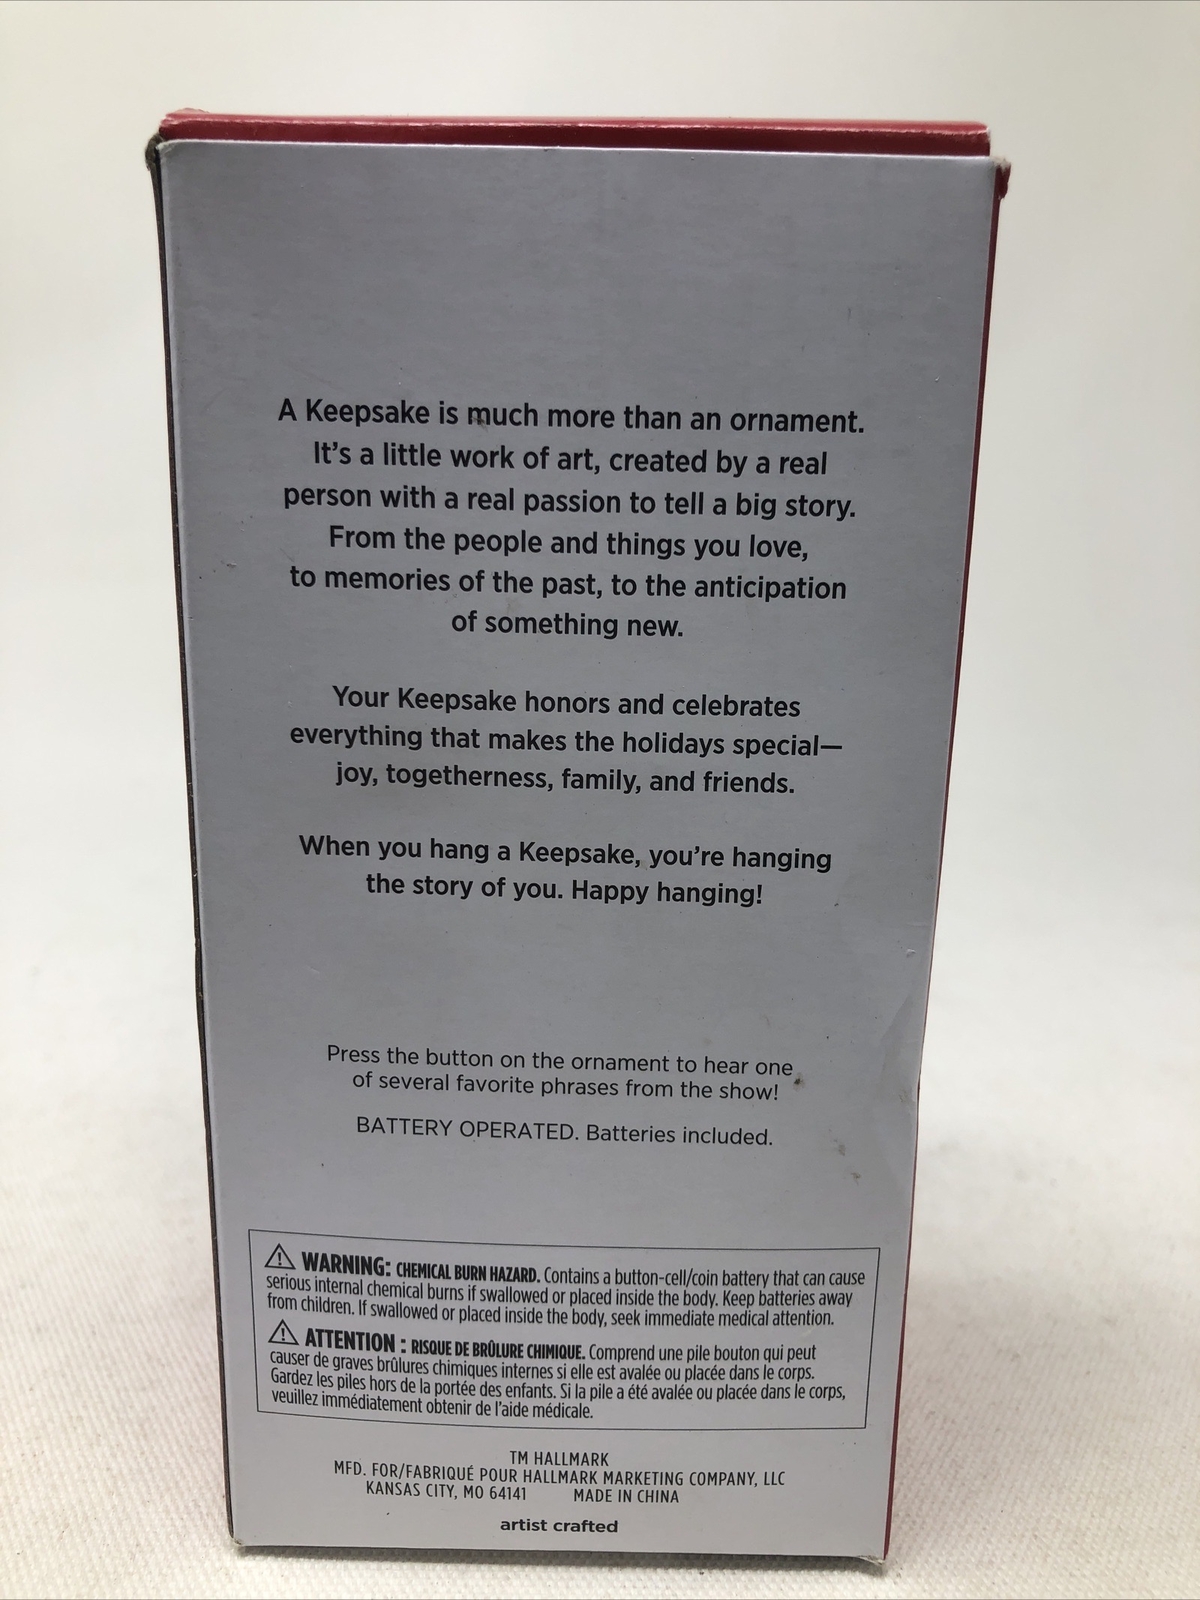 A Keepsake is much more than an ornament.
It's a little work of art, created by a real
person with a real passion to tell a big story.
From the people and things you love,
to memories of the past, to the anticipation
of something new.
Your Keepsake honors and celebrates
everything that makes the holidays special—
joy, togetherness, family, and friends.
When you hang a Keepsake, you're hanging
the story of you. Happy hanging!
Press the button on the ornament to hear one
of several favorite phrases from the show!
BATTERY OPERATED. Batteries included.
⚠ WARNING: CHEMICAL BURN HAZARD. Contains a button-cell/coin battery that can cause
serious internal chemical burns if swallowed or placed inside the body. Keep batteries away
from children. If swallowed or placed inside the body, seek immediate medical attention.
⚠ ATTENTION : RISQUE DE BRÛLURE CHIMIQUE. Comprend une pile bouton qui peut
causer de graves brûlures chimiques internes si elle est avalée ou placée dans le corps.
Gardez les piles hors de la portée des enfants. Si la pile a été avalée ou placée dans le corps,
veuillez immédiatement obtenir de l'aide médicale.
TM HALLMARK
MFD. FOR/FABRIQUÉ POUR HALLMARK MARKETING COMPANY, LLC
KANSAS CITY, MO 64141 MADE IN CHINA
artist crafted